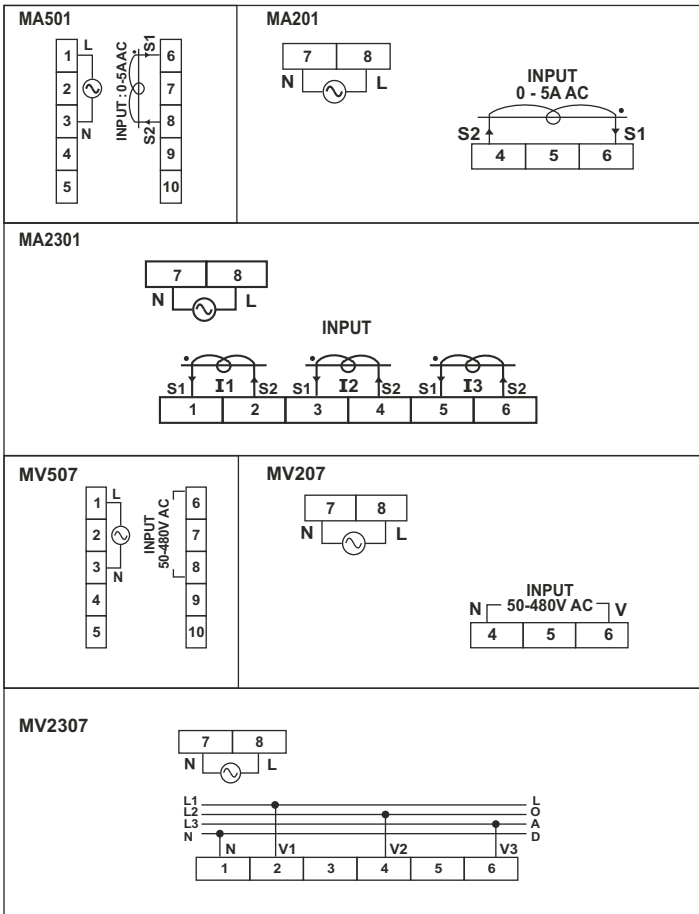 MA501
L
1
2
3
4
5
N
INPUT : 0-5A AC
S1
S2
6
7
8
9
10
MA201
7 8
N L
INPUT
0 - 5A AC
S2 S1
4 5 6
MA2301
7 8
N L
INPUT
S1 I1 S2 S1 I2 S2 S1 I3 S2
1 2 3 4 5 6
MV507
L
1
2
3
4
5
N
INPUT
50-480V AC
6
7
8
9
10
MV207
7 8
N L
INPUT
N 50-480V AC V
4 5 6
MV2307
7 8
N L
L1 L
L2 O
L3 A
N D
N V1 V2 V3
1 2 3 4 5 6